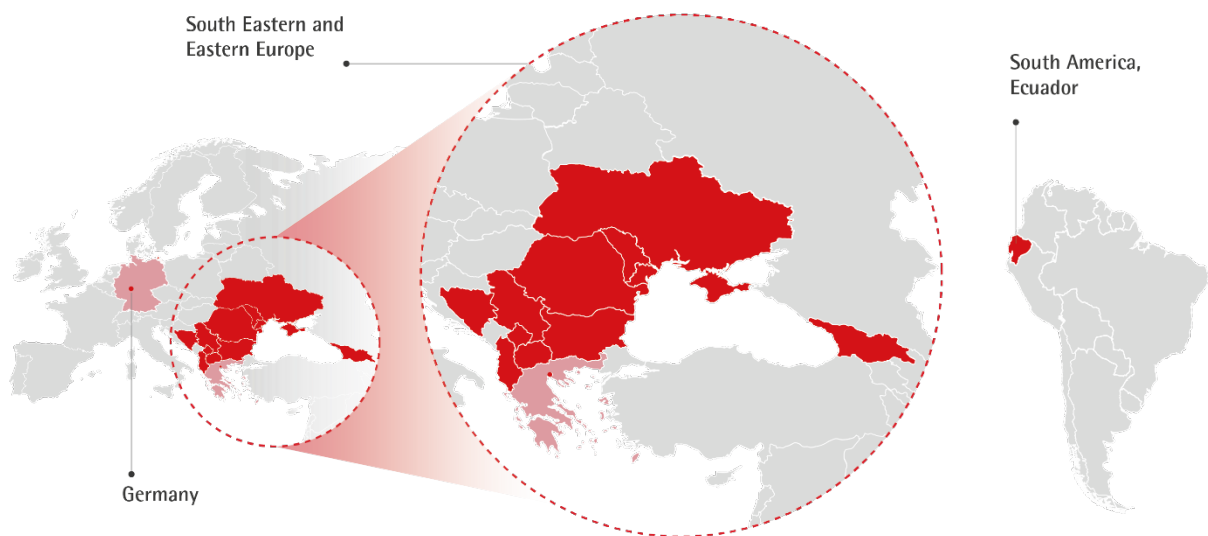 South Eastern and
Eastern Europe
South America,
Ecuador
Germany